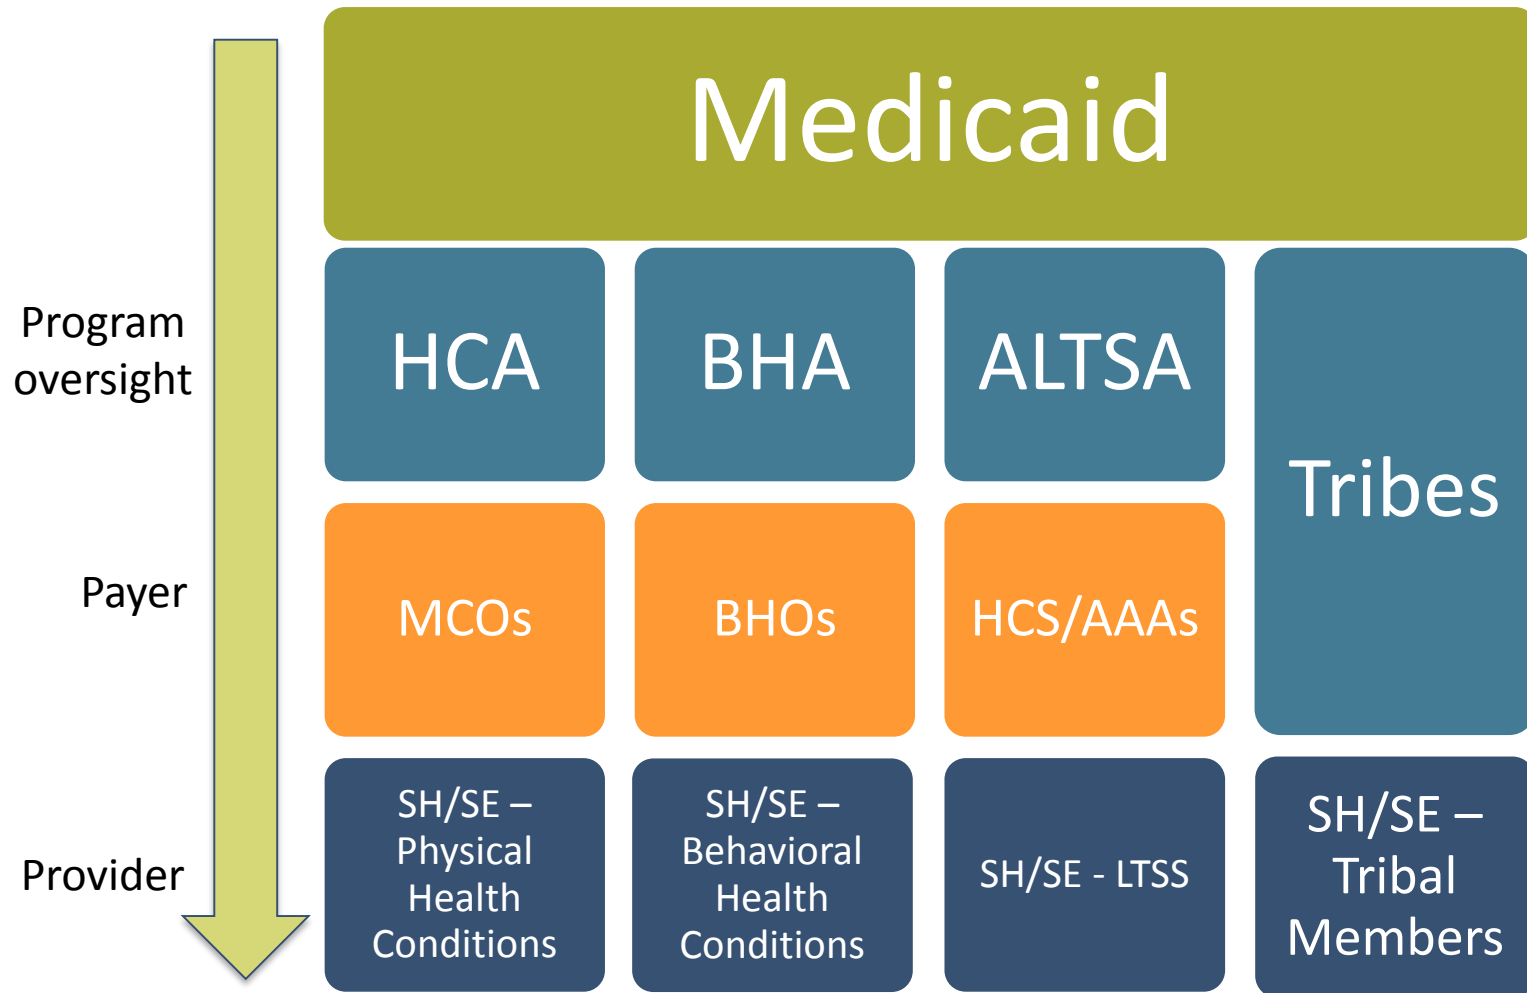 Medicaid
Program
oversight
HCA
BHA
ALTSA
Tribes
Payer
MCOs
BHOs
HCS/AAAs
Provider
SH/SE –
Physical
Health
Conditions
SH/SE –
Behavioral
Health
Conditions
SH/SE - LTSS
SH/SE –
Tribal
Members